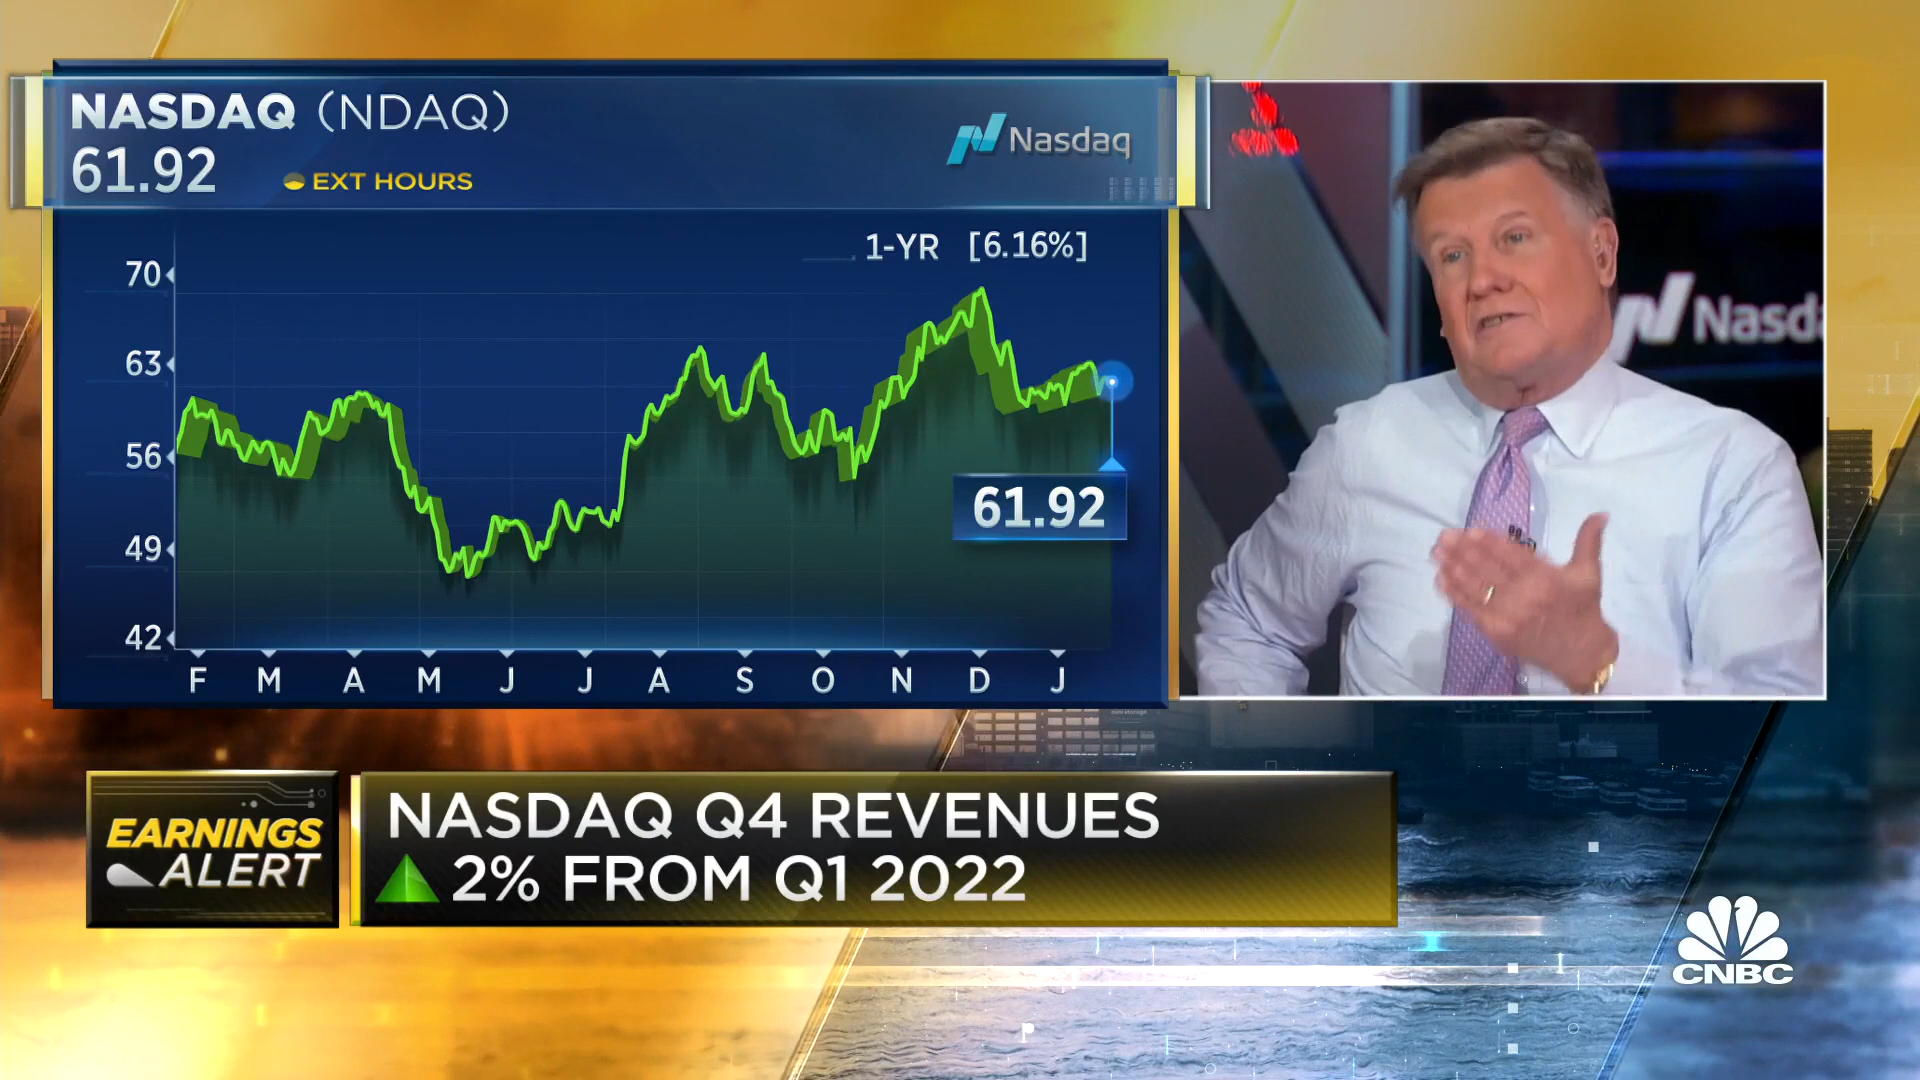 NASDAQ (NDAQ)
61.92
EXT HOURS
Nasdaq
1-YR [6.16%]
70
63
56
49
42
61.92
F M A M J J A S O N D J
Nasda
EARNINGS
ALERT
NASDAQ Q4 REVENUES
2% FROM Q1 2022
CNBC